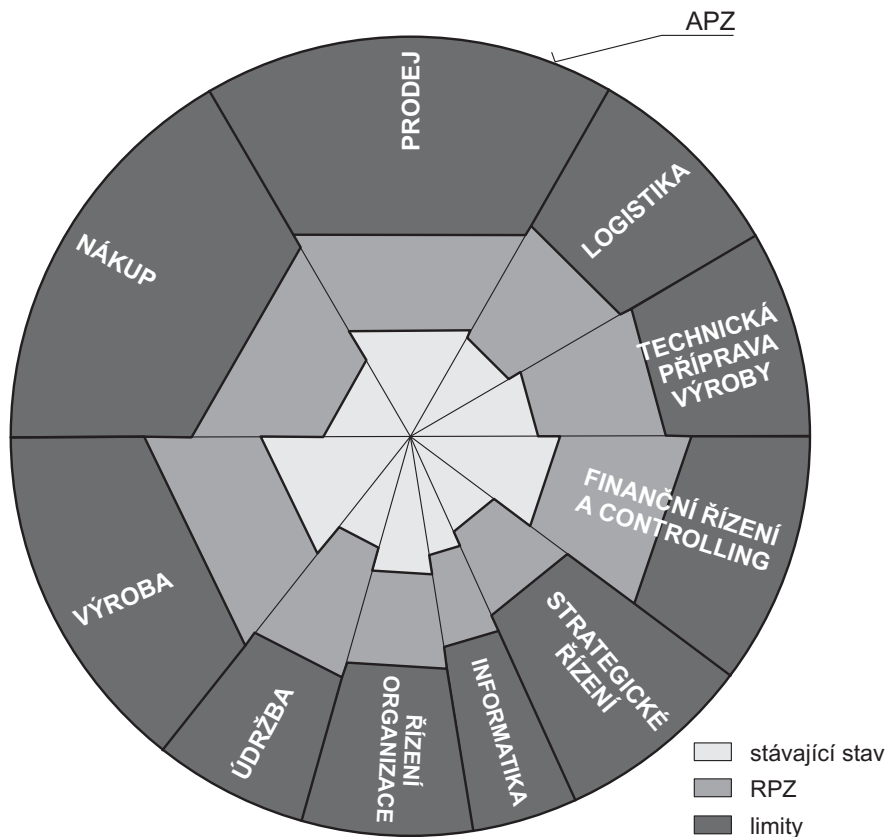 APZ
PRODEJ
LOGISTIKA
TECHNICKÁ
PŘÍPRAVA
VÝROBY
FINANČNÍ ŘÍZENÍ
A CONTROLLING
STRATEGICKÉ
ŘÍZENÍ
INFORMATIKA
ŘÍZENÍ
ORGANIZACE
ÚDRŽBA
VÝROBA
NÁKUP
stávající stav
RPZ
limity